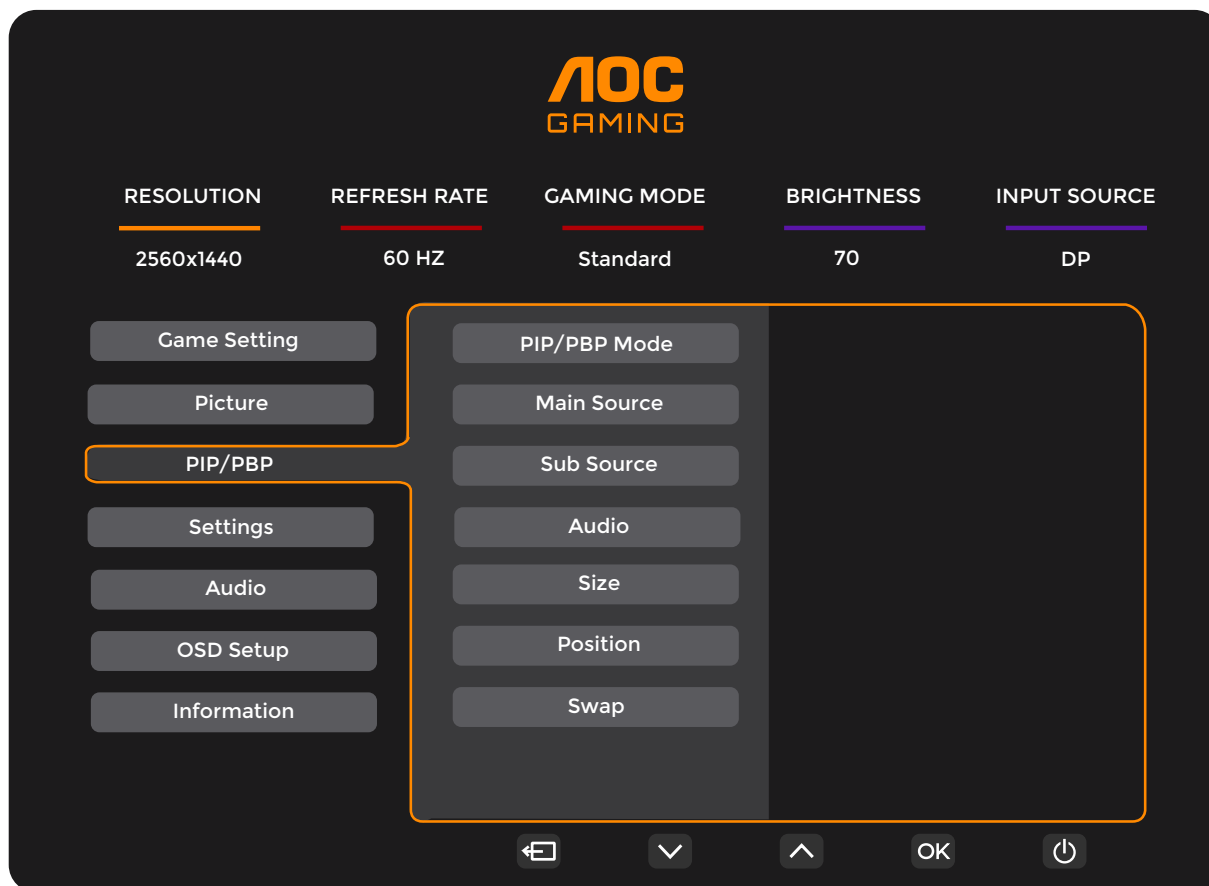 AOC
GAMING
RESOLUTION REFRESH RATE GAMING MODE BRIGHTNESS INPUT SOURCE
2560x1440 60 HZ Standard 70 DP
Game Setting PIP/PBP Mode
Picture Main Source
PIP/PBP Sub Source
Settings Audio
Audio Size
OSD Setup Position
Information Swap
OK